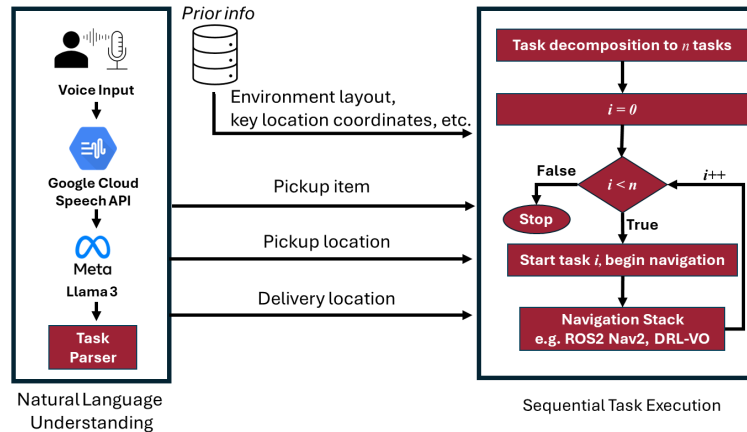 Prior info
Voice Input
Google Cloud
Speech API
Meta
Llama 3
Task
Parser
Natural Language
Understanding
Environment layout,
key location coordinates, etc.
Pickup item
Pickup location
Delivery location
Task decomposition to n tasks
i = 0
i < n
False
i++
Stop
True
Start task i, begin navigation
Navigation Stack
e.g. ROS2 Nav2, DRL-VO
Sequential Task Execution